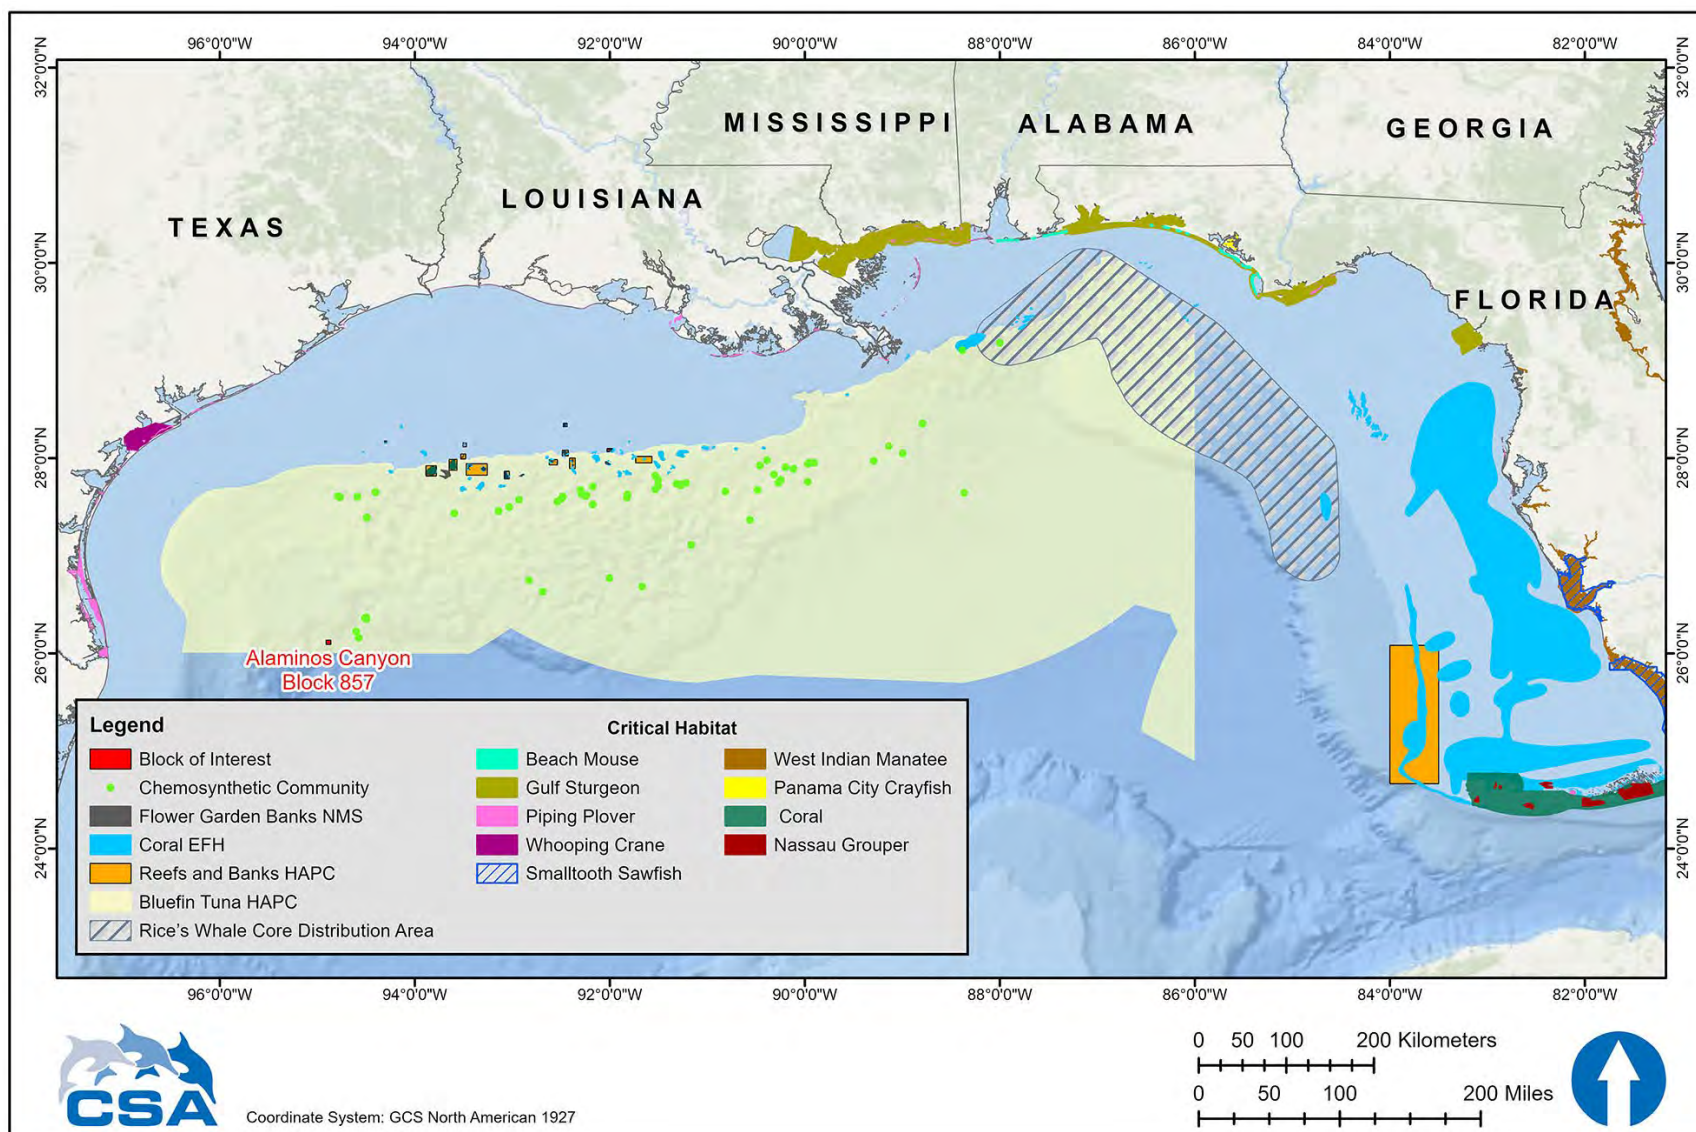 96°0'0"W 94°0'0"W 92°0'0"W 90°0'0"W 88°0'0"W 86°0'0"W 84°0'0"W 82°0'0"W
32°0'0"N 32°0'0"N
MISSISSIPPI ALABAMA GEORGIA
LOUISIANA
TEXAS
30°0'0"N 30°0'0"N
FLORIDA
28°0'0"N 28°0'0"N
26°0'0"N 26°0'0"N
Alaminos Canyon
Block 857
24°0'0"N 24°0'0"N
Legend
Block of Interest
Chemosynthetic Community
Flower Garden Banks NMS
Coral EFH
Reefs and Banks HAPC
Bluefin Tuna HAPC
Rice's Whale Core Distribution Area
Critical Habitat
Beach Mouse
Gulf Sturgeon
Piping Plover
Whooping Crane
Smalltooth Sawfish
West Indian Manatee
Panama City Crayfish
Coral
Nassau Grouper
96°0'0"W 94°0'0"W 92°0'0"W 90°0'0"W 88°0'0"W 86°0'0"W 84°0'0"W 82°0'0"W
CSA
Coordinate System: GCS North American 1927
0 50 100 200 Kilometers
0 50 100 200 Miles